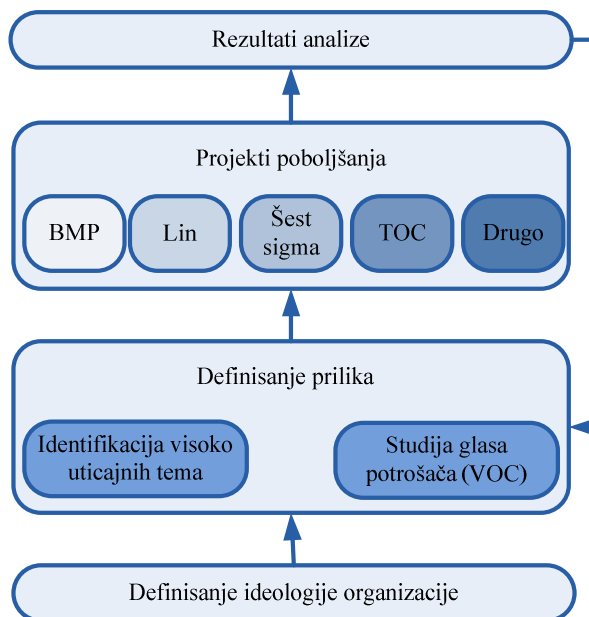 Rezultati analize
Projekti poboljšanja
BMP
Lin
Šest
sigma
TOC
Drugo
Definisanje prilika
Identifikacija visoko
uticajnih tema
Studija glasa
potrošača (VOC)
Definisanje ideologije organizacije